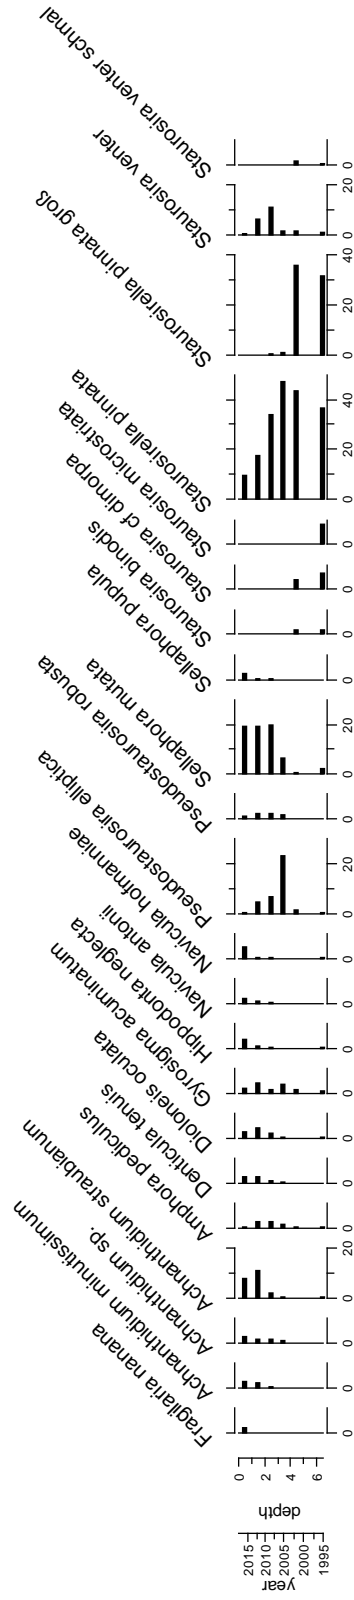 Staurosira venter schmal
Staurosira venter
Staurosirella pinnata groß
Staurosirella pinnata
Staurosira microstriata
Staurosira cf dimorpa
Staurosira binodis
Sellaphora pupula
Sellaphora mutata
Pseudostaurosira robusta
Pseudostaurosira elliptica
Navicula hofmanniae
Navicula antonii
Hippodonta neglecta
Gyrosigma acuminatum
Dioloneis oculata
Denticula tenuis
Amphora pediculus
Achnanthidium straubianum
Achnanthidium sp.
Achnanthidium minutissimum
Fragilaria nanana
0
0 20
0 20 40
0 20 40
0
0
0
0
0 20
0
0 20
0
0
0
0
0
0
0
0 20
0
0
0
0 2 4 6
depth
2015 2010 2005 2000 1995
year